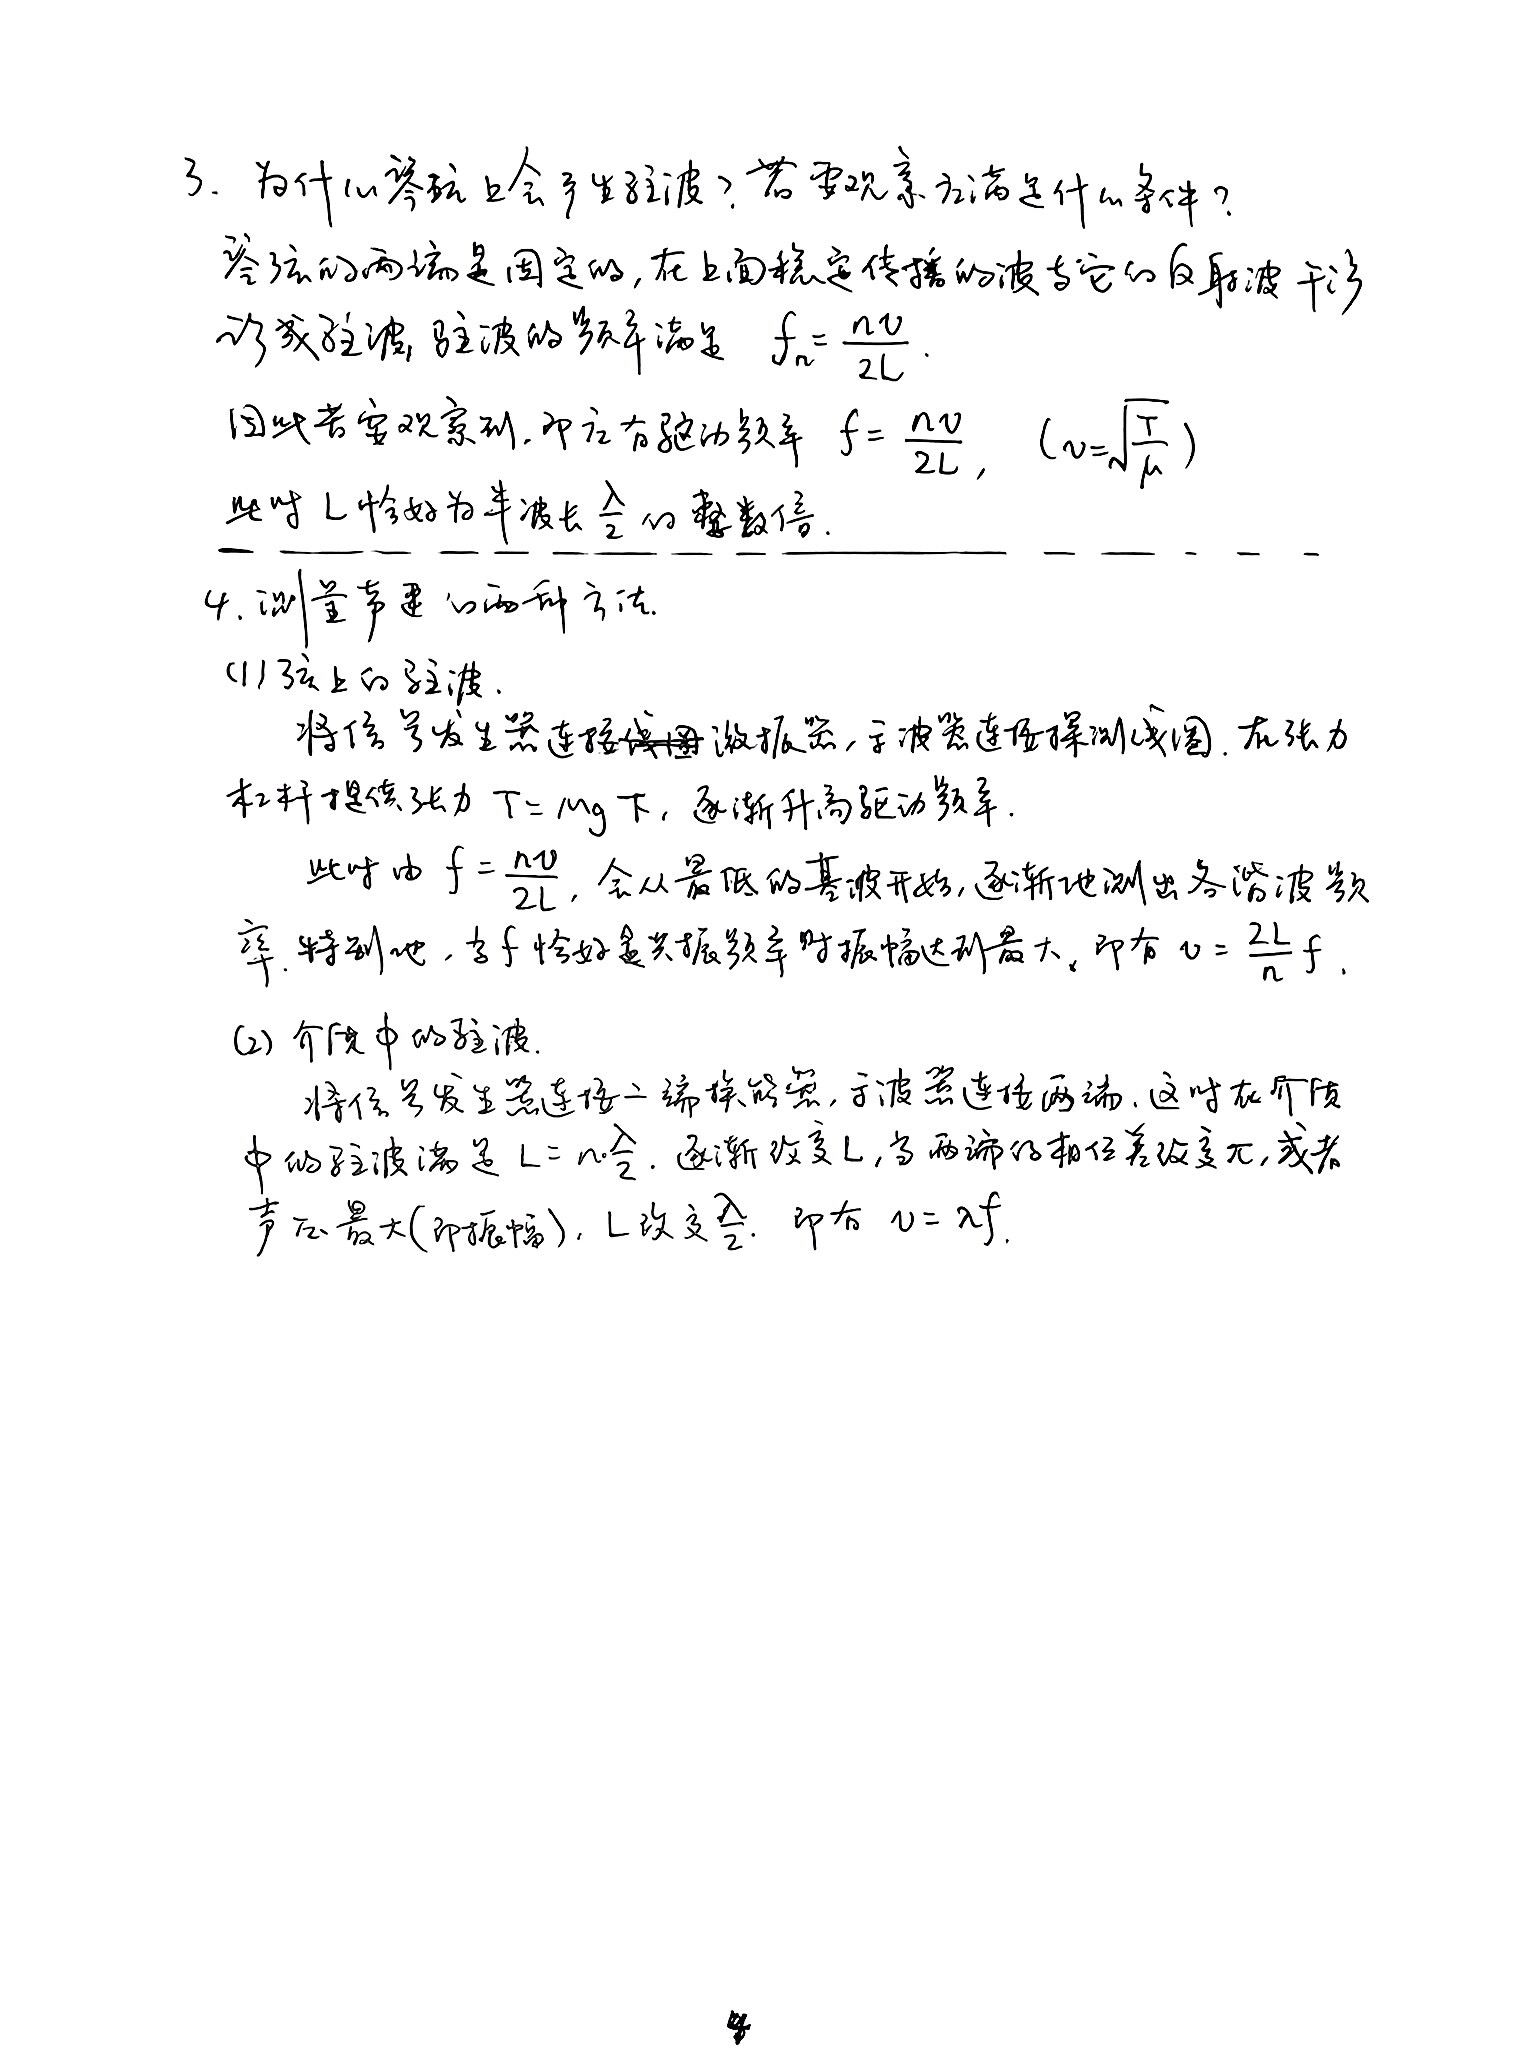 3. 为什么琴弦上会产生驻波？若要观察应满足什么条件？
琴弦的两端是固定的，在上面稳定传播的波与它的反射波干涉
形成驻波，驻波的频率满足 fₙ = nv/2L .
因此若要观察到，即应有驱动频率 f = nv/2L , (v = √(T/μ))
此时 L 恰好为半波长 λ/2 的整数倍.
4. 测量声速的两种方法.
(1) 弦上的驻波.
将信号发生器连接激振器，示波器连接探测线圈. 在张力
杠杆提供张力 T = Mg 下，逐渐升高驱动频率.
此时由 f = nv/2L , 会从最低的基波开始，逐渐地测出各谐波频
率. 特别地，当 f 恰好是共振频率时振幅达到最大. 即有 v = 2L/n f .
(2) 介质中的驻波.
将信号发生器连接一端换能器，示波器连接两端. 这时在介质
中的驻波满足 L = n·λ/2 . 逐渐改变 L，当两端的相位差改变 π，或者
声压最大(即振幅)，L 改变 λ/2 . 即有 v = λf .